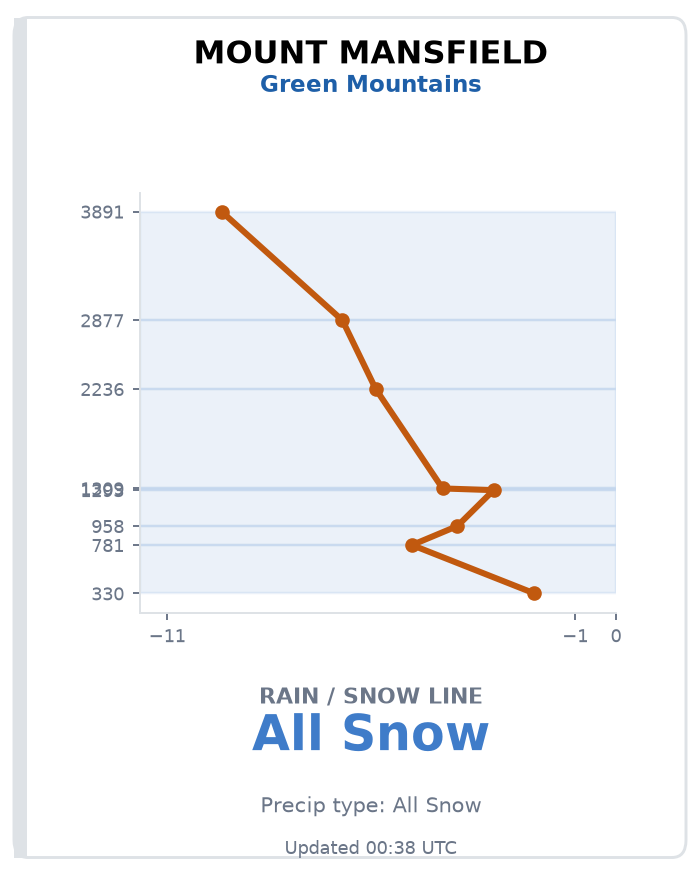 MOUNT MANSFIELD
Green Mountains
3891
2877
2236
958
781
330
−11
−1
0
RAIN / SNOW LINE
All Snow
Precip type: All Snow
Updated 00:38 UTC